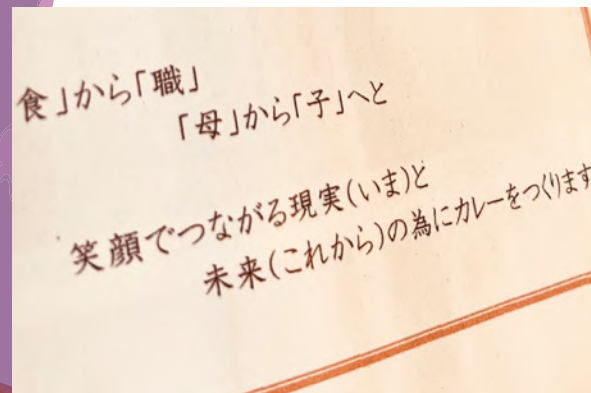 食」から「職」
「母」から「子」へと
笑顔でつながる現実(いま)と
未来(これから)の為にカレーをつくります